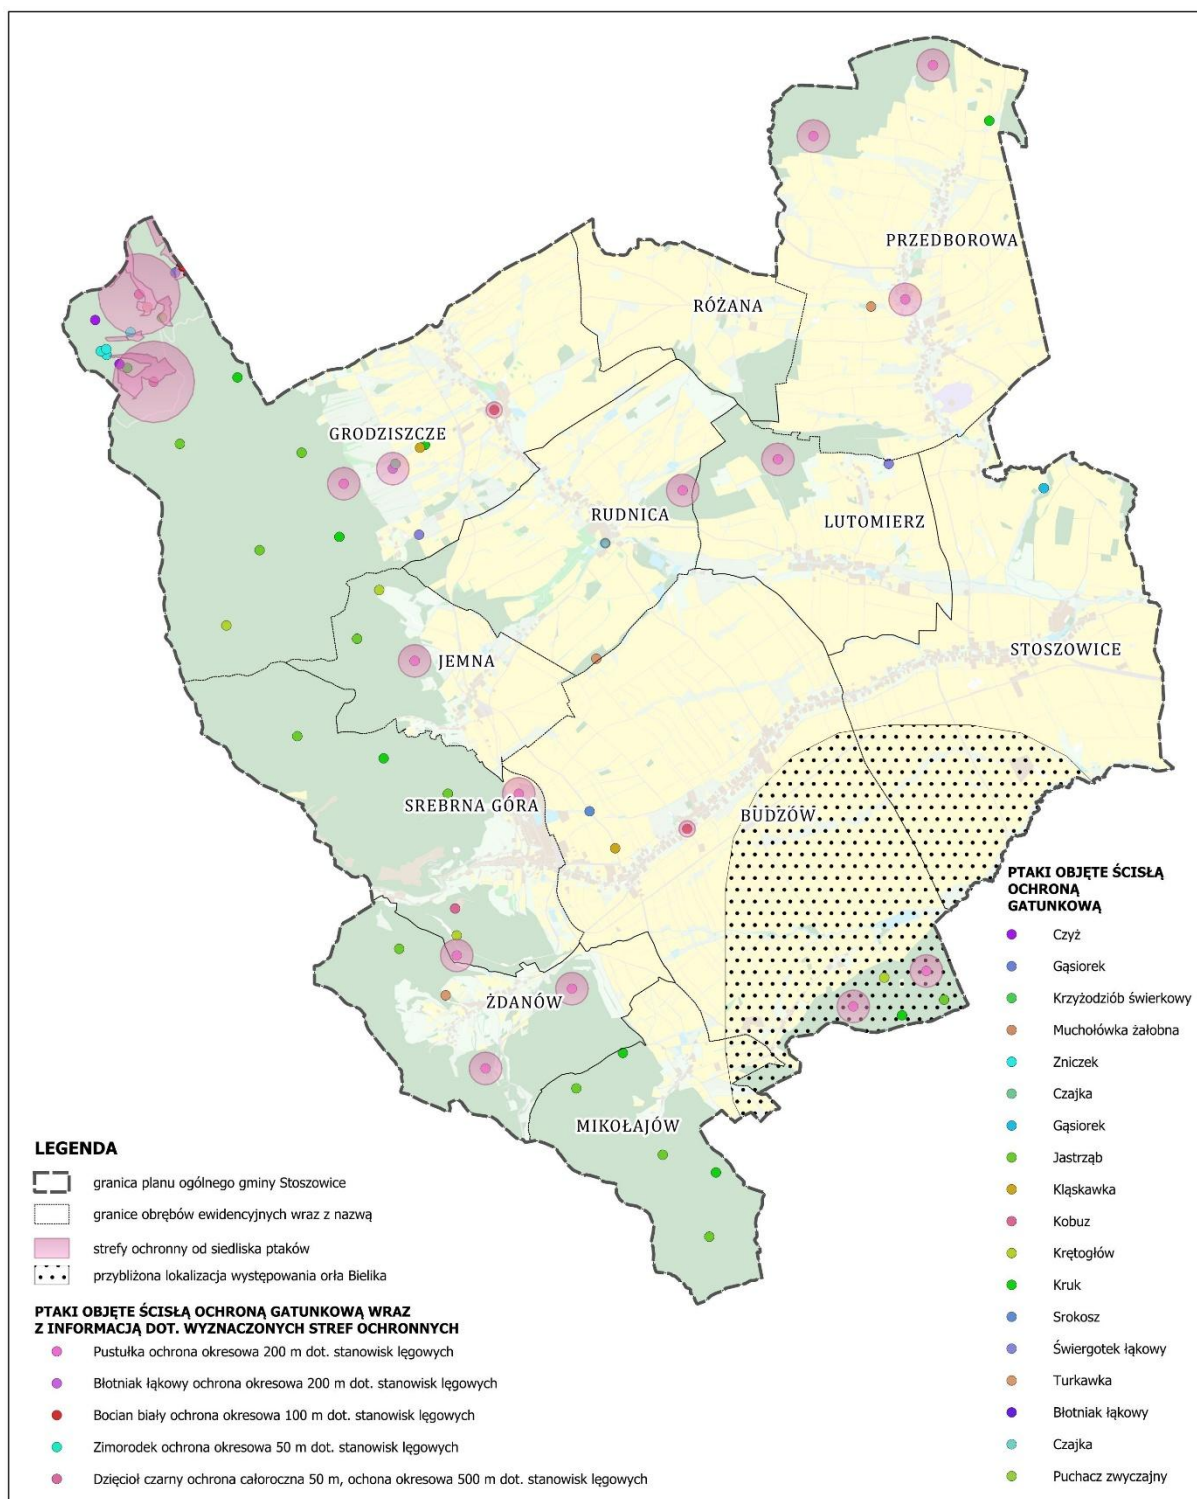 PRZEDBOROWA
RÓŻANA
GRODZISZCZE
RUDNICA
LUTOMIERZ
STOSZOWICE
JEMNA
SREBRNA GÓRA
BUDZÓW
ŻDANÓW
MIKOŁAJÓW
LEGENDA
granica planu ogólnego gminy Stoszowice
granice obrębów ewidencyjnych wraz z nazwą
strefy ochronny od siedliska ptaków
przybliżona lokalizacja występowania orła Bielika
PTAKI OBJĘTE ŚCISŁĄ OCHRONĄ GATUNKOWĄ WRAZ
Z INFORMACJĄ DOT. WYZNACZONYCH STREF OCHRONNYCH
Pustułka ochrona okresowa 200 m dot. stanowisk lęgowych
Błotniak łąkowy ochrona okresowa 200 m dot. stanowisk lęgowych
Bocian biały ochrona okresowa 100 m dot. stanowisk lęgowych
Zimorodek ochrona okresowa 50 m dot. stanowisk lęgowych
Dzięcioł czarny ochrona całoroczna 50 m, ochona okresowa 500 m dot. stanowisk lęgowych
PTAKI OBJĘTE ŚCISŁĄ
OCHRONĄ
GATUNKOWĄ
Czyż
Gąsiorek
Krzyżodziób świerkowy
Muchołówka żałobna
Zniczek
Czajka
Gąsiorek
Jastrząb
Kląskawka
Kobuz
Krętogłów
Kruk
Srokosz
Świergotek łąkowy
Turkawka
Błotniak łąkowy
Czajka
Puchacz zwyczajny